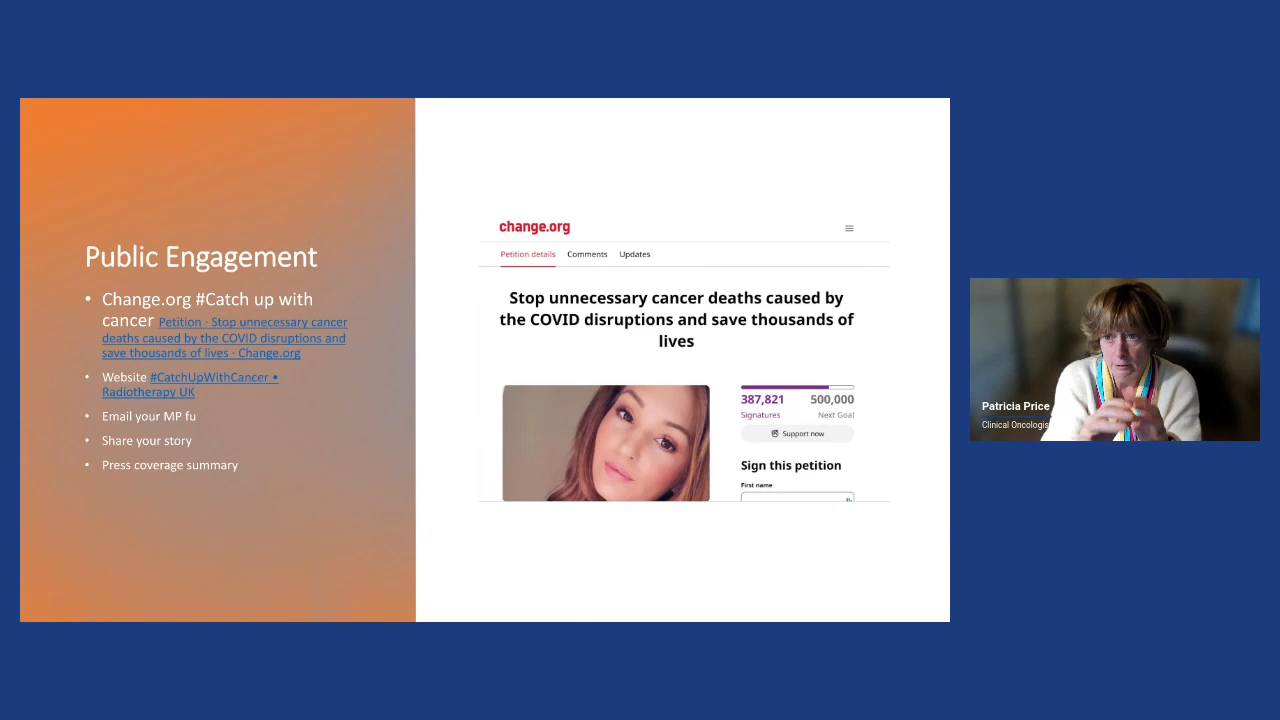 Public Engagement
• Change.org #Catch up with
cancer Petition · Stop unnecessary cancer
deaths caused by the COVID disruptions and
save thousands of lives · Change.org
• Website #CatchUpWithCancer •
Radiotherapy UK
• Email your MP fu
• Share your story
• Press coverage summary
change.org
Petition details Comments Updates
Stop unnecessary cancer deaths caused by
the COVID disruptions and save thousands of
lives
387,821 500,000
Signatures Next Goal
Support now
Sign this petition
First name
Patricia Price
Clinical Oncologis